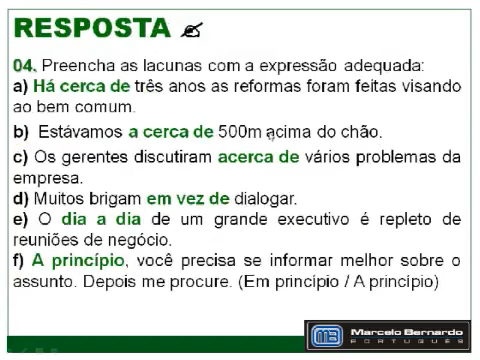 RESPOSTA
04. Preencha as lacunas com a expressão adequada:
a) Há cerca de três anos as reformas foram feitas visando
ao bem comum.
b) Estávamos a cerca de 500m acima do chão.
c) Os gerentes discutiram acerca de vários problemas da
empresa.
d) Muitos brigam em vez de dialogar.
e) O dia a dia de um grande executivo é repleto de
reuniões de negócio.
f) A princípio, você precisa se informar melhor sobre o
assunto. Depois me procure. (Em princípio / A princípio)
MB
Marcelo Bernardo
PORTUGUÊS